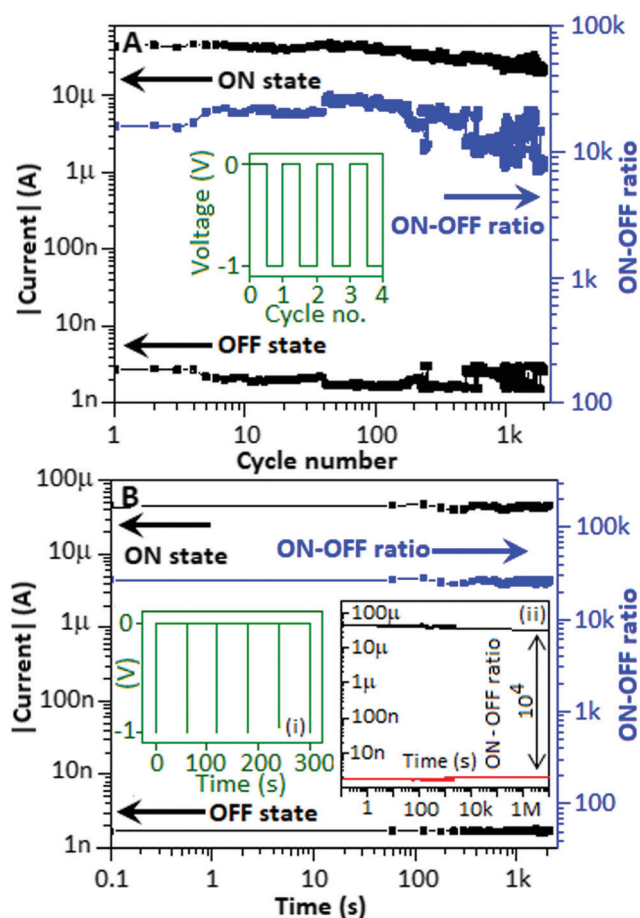 A
ON state
ON-OFF ratio
OFF state
|Current| (A)
10µ
1µ
100n
10n
1n
100k
10k
1k
100
ON-OFF ratio
Voltage (V)
0
-1
0 1 2 3 4
Cycle no.
1 10 100 1k
Cycle number
B
ON state
ON-OFF ratio
OFF state
|Current| (A)
100µ
10µ
1µ
100n
10n
1n
100k
10k
1k
100
ON-OFF ratio
(V)
0
-1
(i)
0 100 200 300
Time (s)
(ii)
100µ
10µ
1µ
100n
10n
ON-OFF ratio
10⁴
Time (s)
1 100 10k 1M
0.1 1 10 100 1k
Time (s)